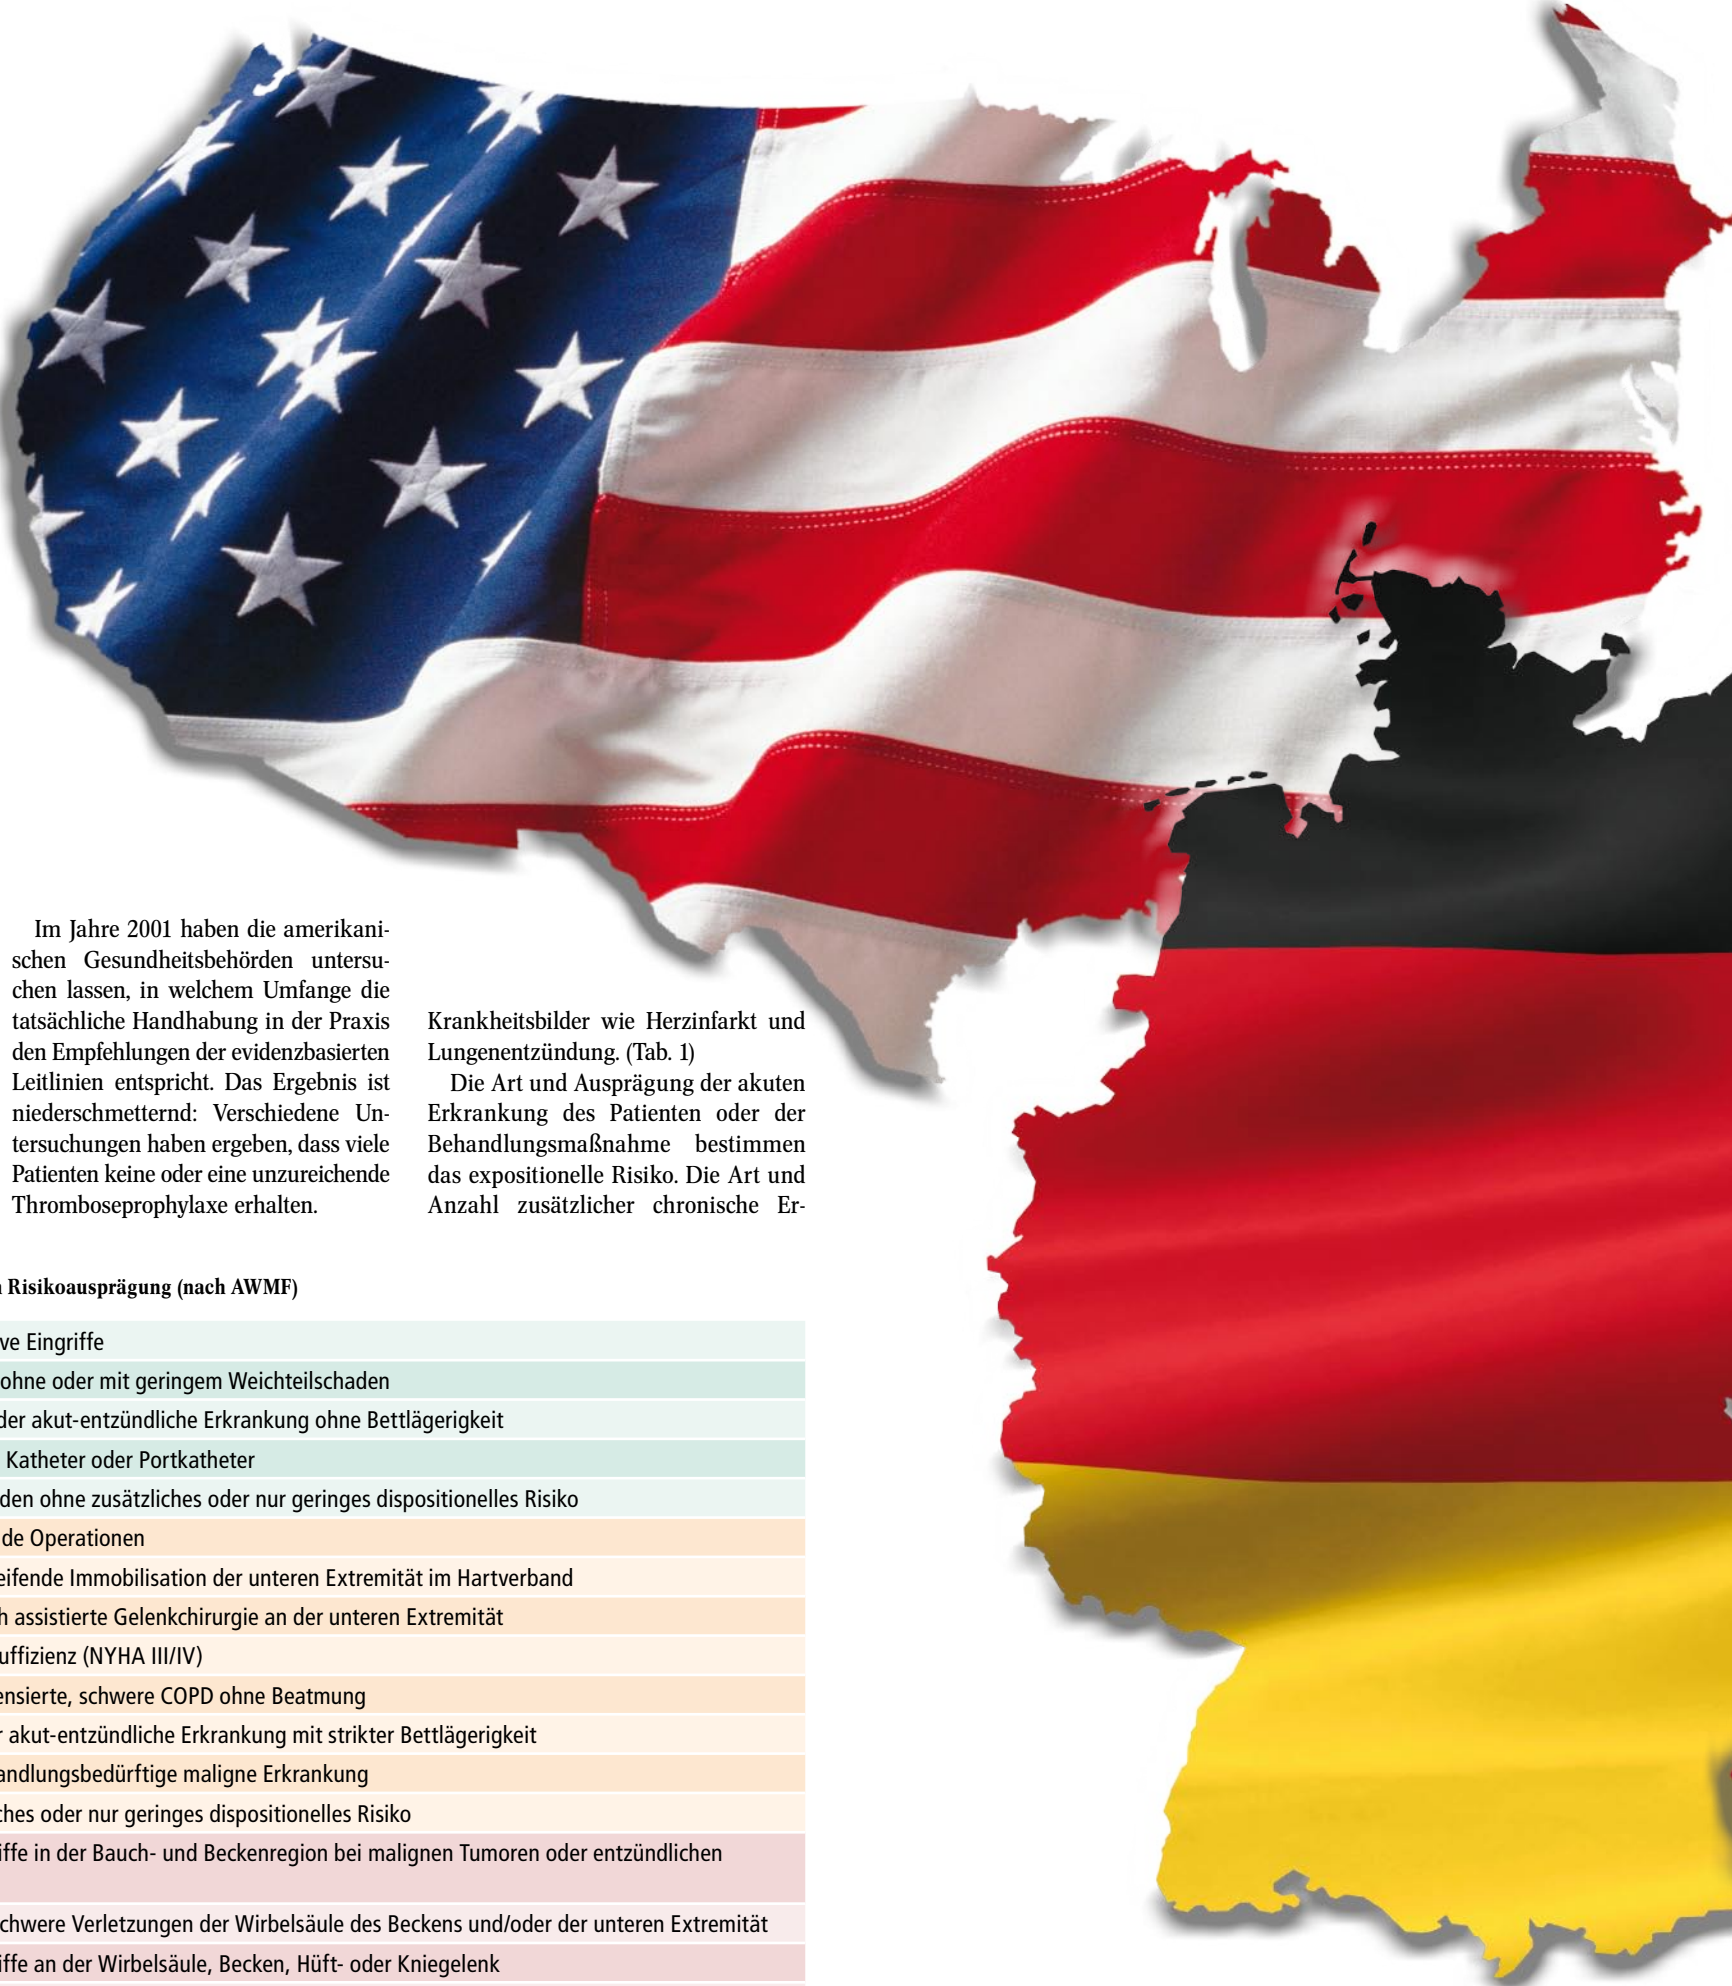 Im Jahre 2001 haben die amerikani-
schen Gesundheitsbehörden untersu-
chen lassen, in welchem Umfange die
tatsächliche Handhabung in der Praxis
den Empfehlungen der evidenzbasierten
Leitlinien entspricht. Das Ergebnis ist
niederschmetternd: Verschiedene Un-
tersuchungen haben ergeben, dass viele
Patienten keine oder eine unzureichende
Thromboseprophylaxe erhalten.
Krankheitsbilder wie Herzinfarkt und
Lungenentzündung. (Tab. 1)
Die Art und Ausprägung der akuten
Erkrankung des Patienten oder der
Behandlungsmaßnahme bestimmen
das expositionelle Risiko. Die Art und
Anzahl zusätzlicher chronische Er-
Risikoausprägung (nach AWMF)
ve Eingriffe
ohne oder mit geringem Weichteilschaden
der akut-entzündliche Erkrankung ohne Bettlägerigkeit
Katheter oder Portkatheter
den ohne zusätzliches oder nur geringes dispositionelles Risiko
de Operationen
eifende Immobilisation der unteren Extremität im Hartverband
h assistierte Gelenkchirurgie an der unteren Extremität
uffizienz (NYHA III/IV)
ensierte, schwere COPD ohne Beatmung
r akut-entzündliche Erkrankung mit strikter Bettlägerigkeit
andlungsbedürftige maligne Erkrankung
ches oder nur geringes dispositionelles Risiko
iffe in der Bauch- und Beckenregion bei malignen Tumoren oder entzündlichen
chwere Verletzungen der Wirbelsäule des Beckens und/oder der unteren Extremität
iffe an der Wirbelsäule, Becken, Hüft- oder Kniegelenk